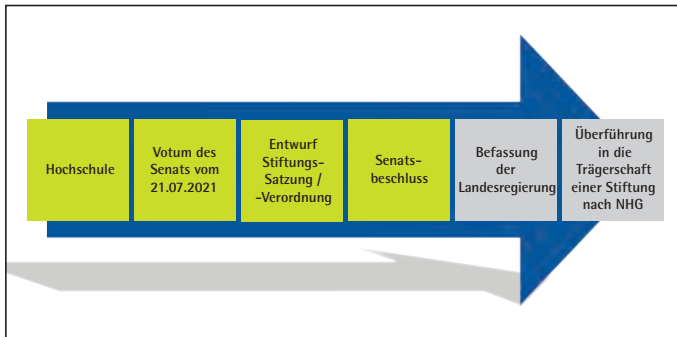 Hochschule
Votum des
Senats vom
21.07.2021
Entwurf
Stiftungs-
Satzung /
-Verordnung
Senats-
beschluss
Befassung
der
Landesregierung
Überführung
in die
Trägerschaft
einer Stiftung
nach NHG